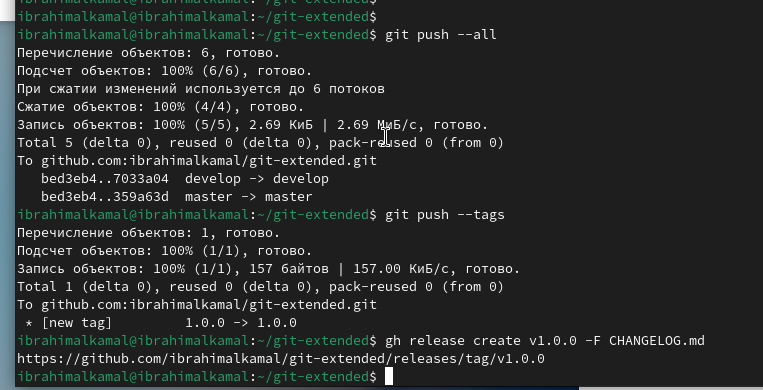 ibrahimalkamal@ibrahimalkamal:~/git-extended$
ibrahimalkamal@ibrahimalkamal:~/git-extended$ git push --all
Перечисление объектов: 6, готово.
Подсчет объектов: 100% (6/6), готово.
При сжатии изменений используется до 6 потоков
Сжатие объектов: 100% (4/4), готово.
Запись объектов: 100% (5/5), 2.69 КиБ | 2.69 МиБ/с, готово.
Total 5 (delta 0), reused 0 (delta 0), pack-reused 0 (from 0)
To github.com:ibrahimalkamal/git-extended.git
   bed3eb4..7033a04  develop -> develop
   bed3eb4..359a63d  master -> master
ibrahimalkamal@ibrahimalkamal:~/git-extended$ git push --tags
Перечисление объектов: 1, готово.
Подсчет объектов: 100% (1/1), готово.
Запись объектов: 100% (1/1), 157 байтов | 157.00 КиБ/с, готово.
Total 1 (delta 0), reused 0 (delta 0), pack-reused 0 (from 0)
To github.com:ibrahimalkamal/git-extended.git
 * [new tag]         1.0.0 -> 1.0.0
ibrahimalkamal@ibrahimalkamal:~/git-extended$ gh release create v1.0.0 -F CHANGELOG.md
https://github.com/ibrahimalkamal/git-extended/releases/tag/v1.0.0
ibrahimalkamal@ibrahimalkamal:~/git-extended$